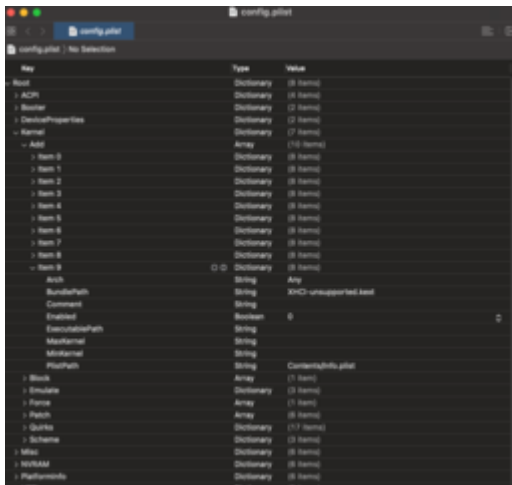 config.plist
config.plist
config.plist › No Selection
Key Type Value
Root Dictionary (8 items)
ACPI Dictionary (4 items)
Booter Dictionary (2 items)
DeviceProperties Dictionary (2 items)
Kernel Dictionary (7 items)
Add Array (10 items)
Item 0 Dictionary (8 items)
Item 1 Dictionary (8 items)
Item 2 Dictionary (8 items)
Item 3 Dictionary (8 items)
Item 4 Dictionary (8 items)
Item 5 Dictionary (8 items)
Item 6 Dictionary (8 items)
Item 7 Dictionary (8 items)
Item 8 Dictionary (8 items)
Item 9 Dictionary (8 items)
Arch String Any
BundlePath String XHCI-unsupported.kext
Comment String
Enabled Boolean 0
ExecutablePath String
MaxKernel String
MinKernel String
PlistPath String Contents/Info.plist
Block Array (1 item)
Emulate Dictionary (3 items)
Force Array (1 item)
Patch Array (6 items)
Quirks Dictionary (17 items)
Scheme Dictionary (3 items)
Misc Dictionary (6 items)
NVRAM Dictionary (6 items)
PlatformInfo Dictionary (8 items)